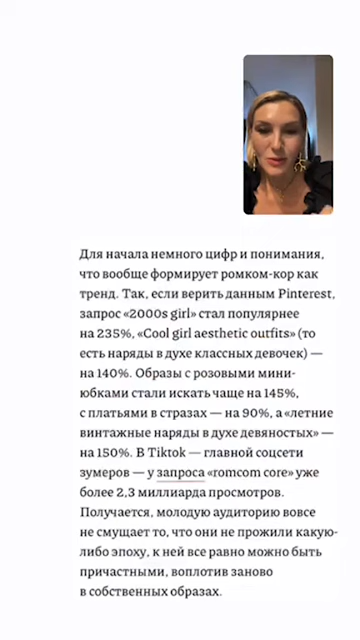 Для начала немного цифр и понимания,
что вообще формирует ромком-кор как
тренд. Так, если верить данным Pinterest,
запрос «2000s girl» стал популярнее
на 235%, «Cool girl aesthetic outfits» (то
есть наряды в духе классных девочек) —
на 140%. Образы с розовыми мини-
юбками стали искать чаще на 145%,
с платьями в стразах — на 90%, а «летние
винтажные наряды в духе девяностых» —
на 150%. В Tiktok — главной соцсети
зумеров — у запроса «romcom core» уже
более 2,3 миллиарда просмотров.
Получается, молодую аудиторию вовсе
не смущает то, что они не прожили какую-
либо эпоху, к ней все равно можно быть
причастными, воплотив заново
в собственных образах.